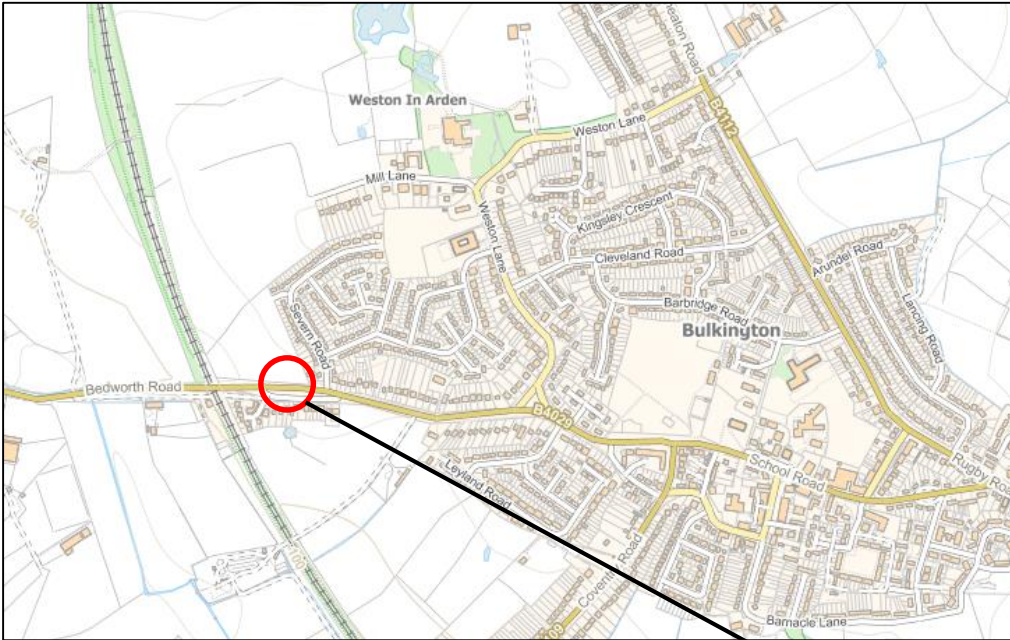 Weston In Arden
B4112
Weston Lane
Mill Lane
Kingsley Crescent
Weston Lane
Cleveland Road
Arundel Road
100
Barbridge Road
Lancing Road
Bulkington
Severn Road
Bedworth Road
B4029
School Road
Rugby Road
Leyland Road
Coventry Road
100
Barnacle Lane